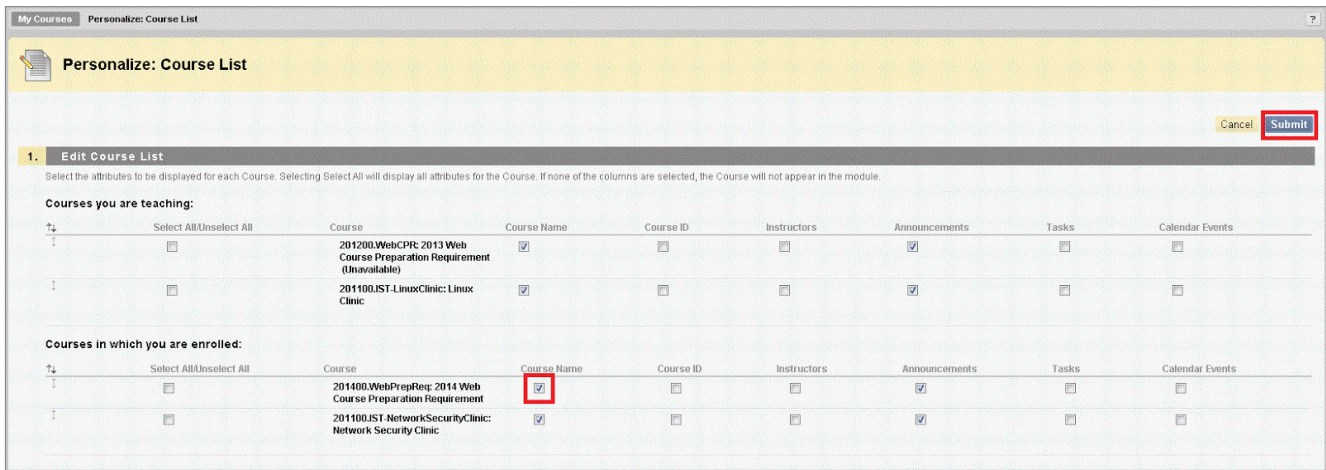 My Courses Personalize: Course List ?
Personalize: Course List
Cancel Submit
1. Edit Course List
Select the attributes to be displayed for each Course. Selecting Select All will display all attributes for the Course. If none of the columns are selected, the Course will not appear in the module.
Courses you are teaching:
Select All/Unselect All Course Course Name Course ID Instructors Announcements Tasks Calendar Events
201200.WebCPR: 2013 Web
Course Preparation Requirement
(Unavailable)
201100.IST-LinuxClinic: Linux
Clinic
Courses in which you are enrolled:
Select All/Unselect All Course Course Name Course ID Instructors Announcements Tasks Calendar Events
201400.WebPrepReq: 2014 Web
Course Preparation Requirement
201100.IST-NetworkSecurityClinic:
Network Security Clinic